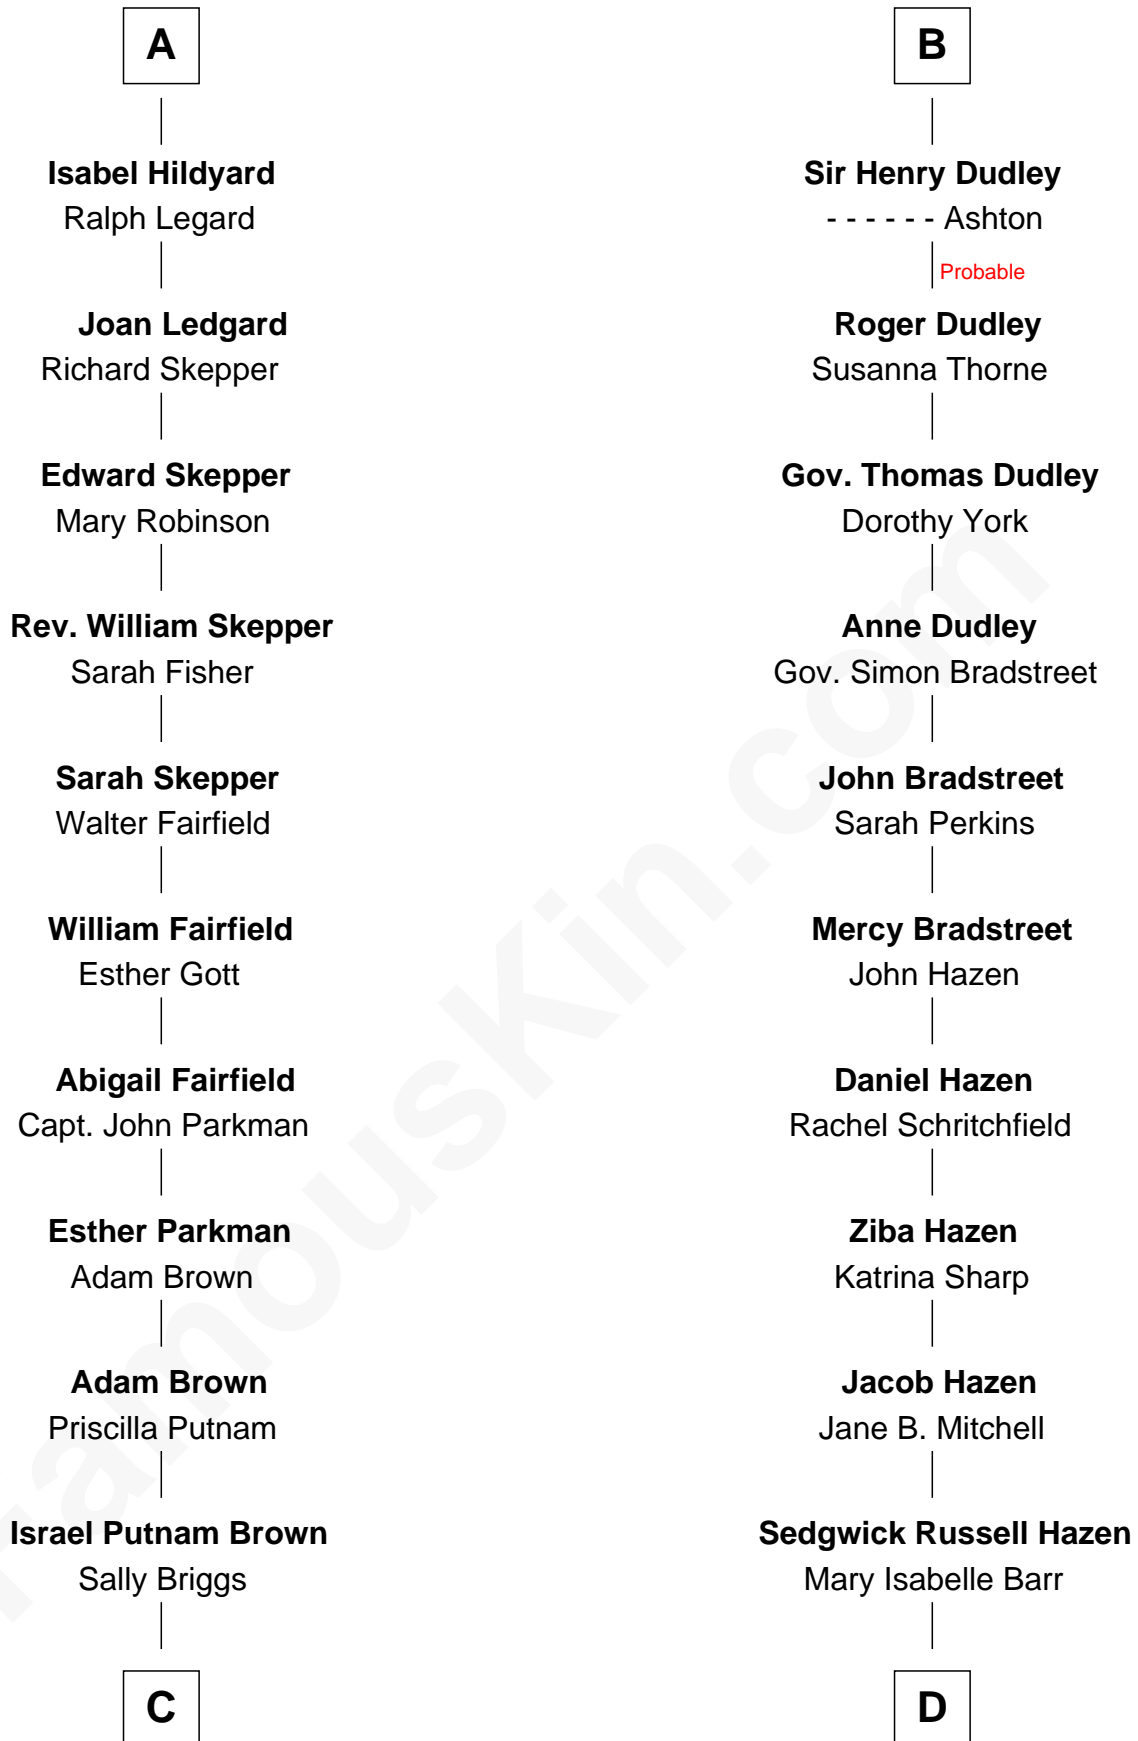 A
Isabel Hildyard
Ralph Legard
Joan Ledgard
Richard Skepper
Edward Skepper
Mary Robinson
Rev. William Skepper
Sarah Fisher
Sarah Skepper
Walter Fairfield
William Fairfield
Esther Gott
Abigail Fairfield
Capt. John Parkman
Esther Parkman
Adam Brown
Adam Brown
Priscilla Putnam
Israel Putnam Brown
Sally Briggs
C
B
Sir Henry Dudley
- - - - - - Ashton
Probable
Roger Dudley
Susanna Thorne
Gov. Thomas Dudley
Dorothy York
Anne Dudley
Gov. Simon Bradstreet
John Bradstreet
Sarah Perkins
Mercy Bradstreet
John Hazen
Daniel Hazen
Rachel Schritchfield
Ziba Hazen
Katrina Sharp
Jacob Hazen
Jane B. Mitchell
Sedgwick Russell Hazen
Mary Isabelle Barr
D
FamousKin.com